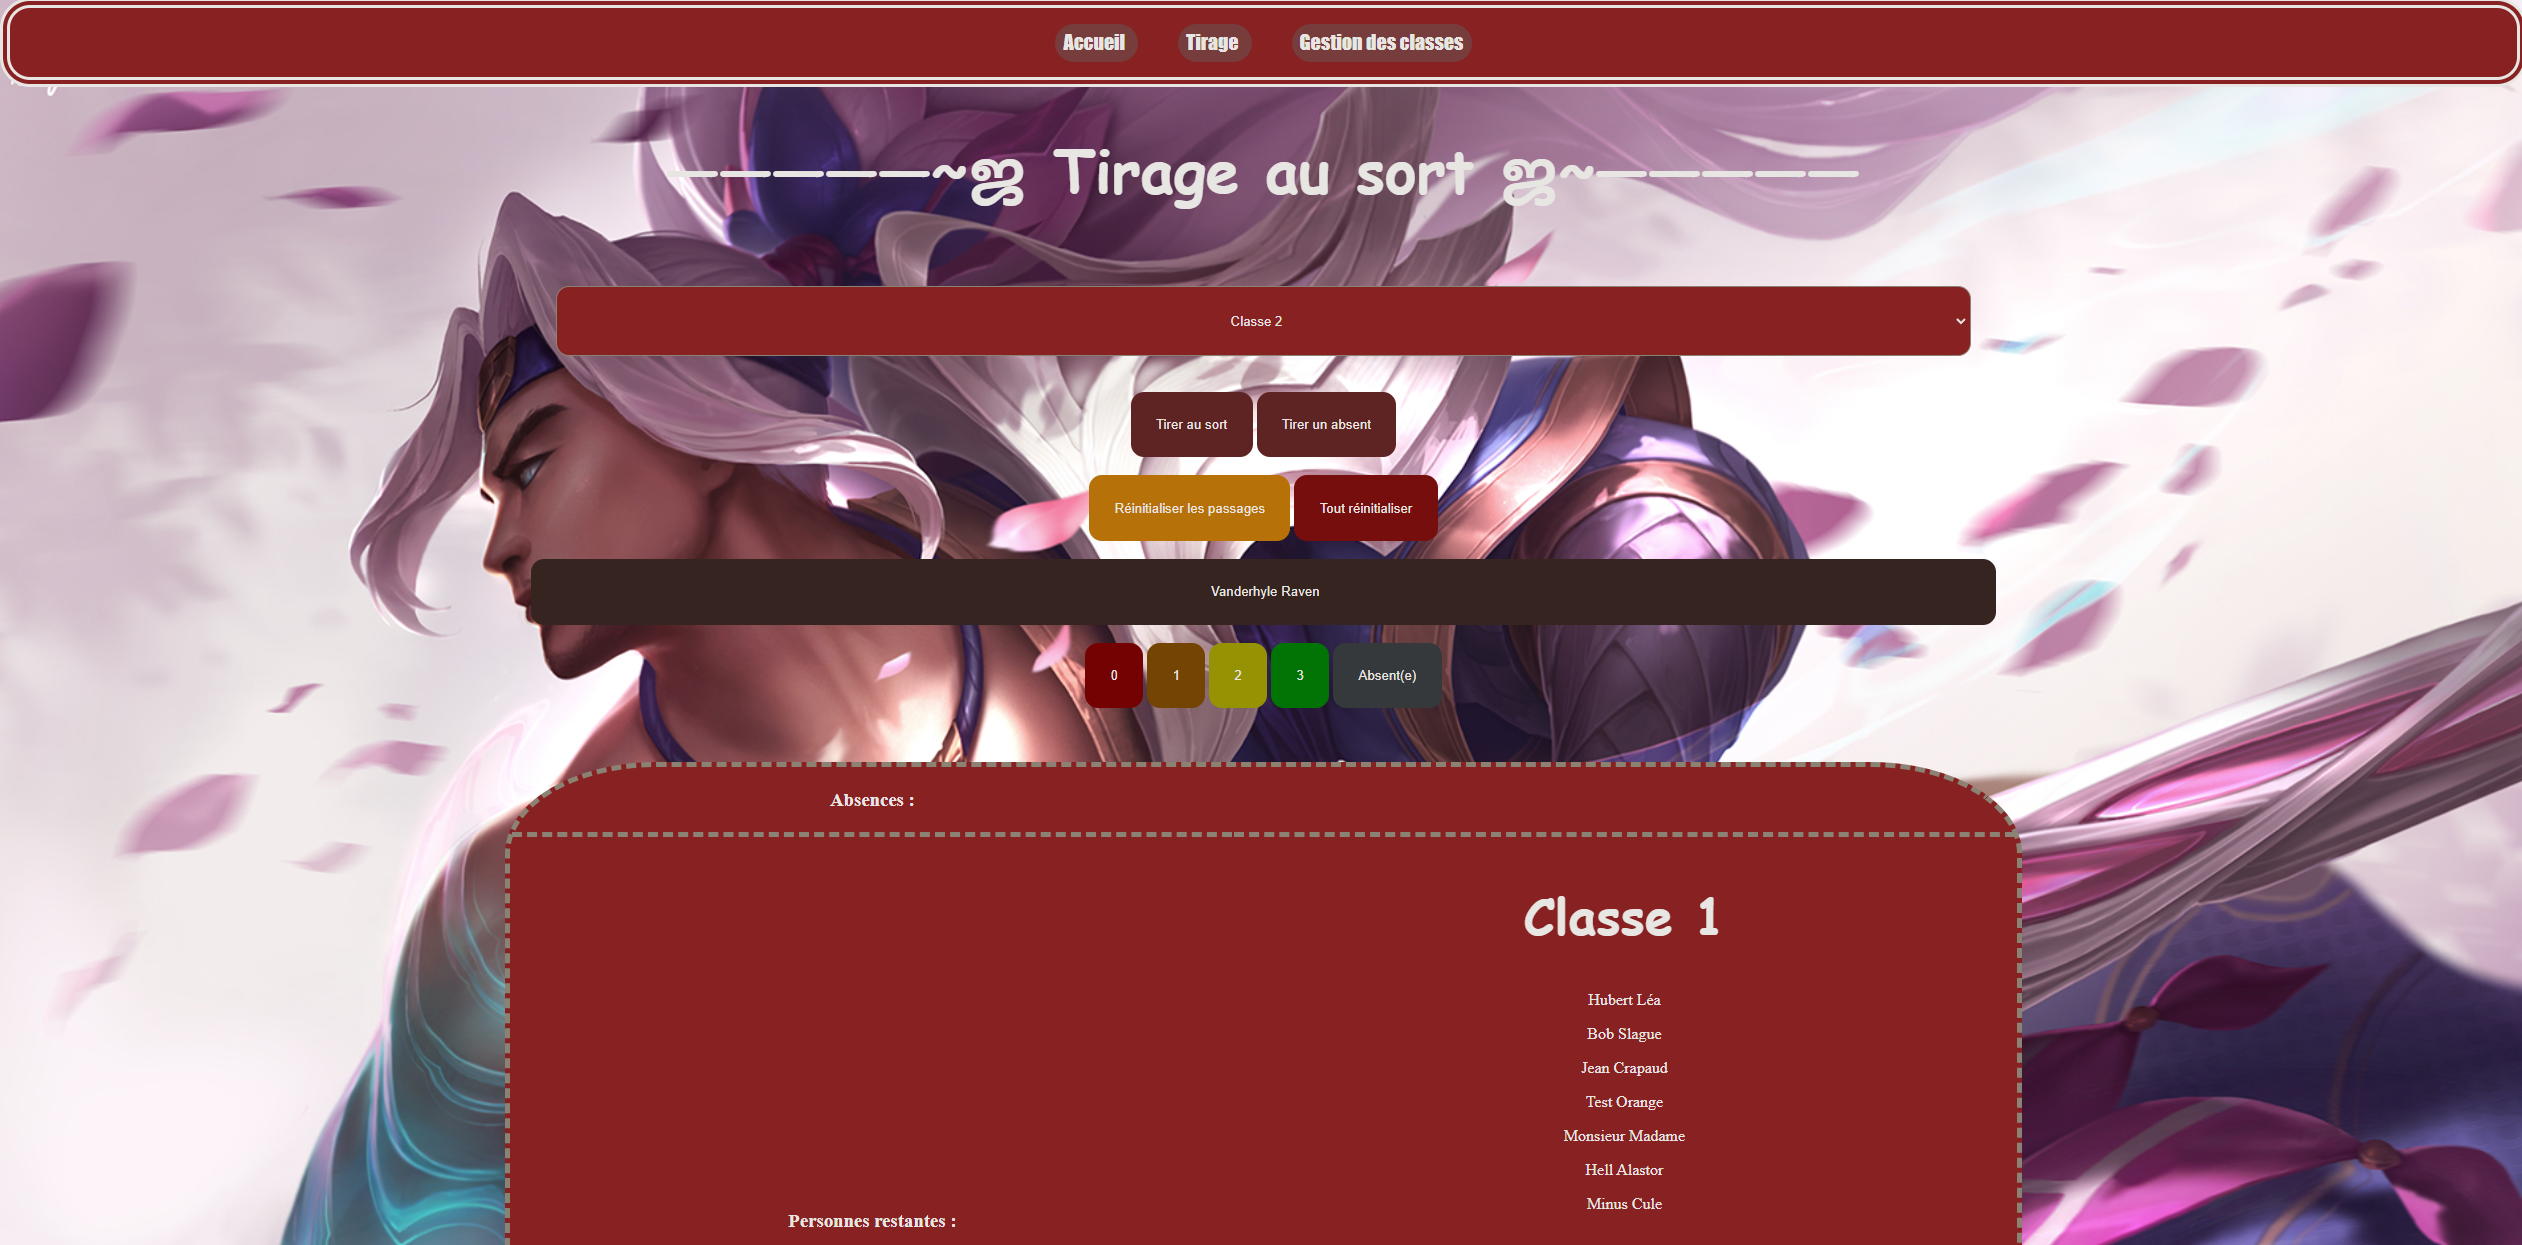 Accueil Tirage Gestion des classes
—————~ஜ Tirage au sort ஜ~—————
Classe 2
Tirer au sort Tirer un absent
Réinitialiser les passages Tout réinitialiser
Vanderhyle Raven
0 1 2 3 Absent(e)
Absences :
Classe 1
Hubert Léa
Bob Slague
Jean Crapaud
Test Orange
Monsieur Madame
Hell Alastor
Minus Cule
Personnes restantes :